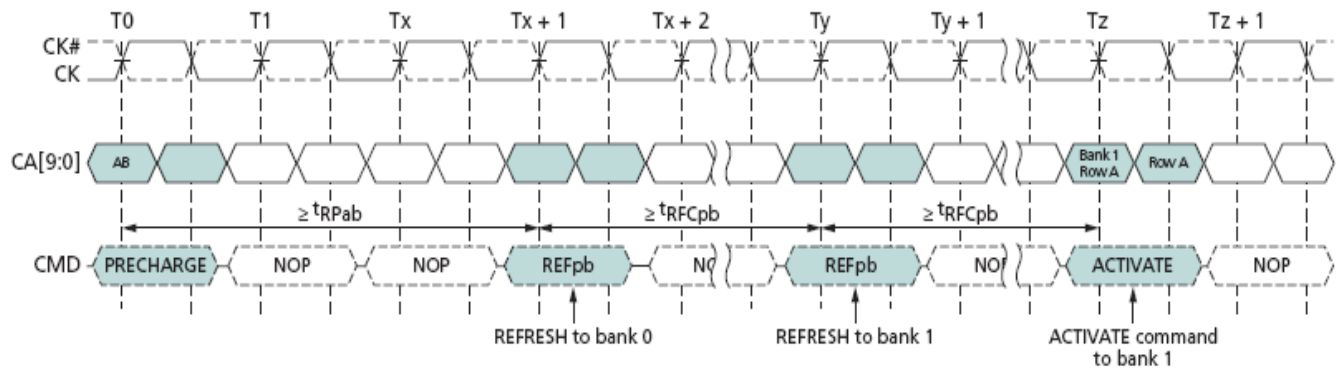 T0 T1 Tx Tx + 1 Tx + 2 Ty Ty + 1 Tz Tz + 1
CK#
CK
CA[9:0] AB Bank 1 Row A Row A
≥ tRPab ≥ tRFCpb ≥ tRFCpb
CMD PRECHARGE NOP NOP REFpb REFpb ACTIVATE NOP
REFRESH to bank 0 REFRESH to bank 1 ACTIVATE command
to bank 1